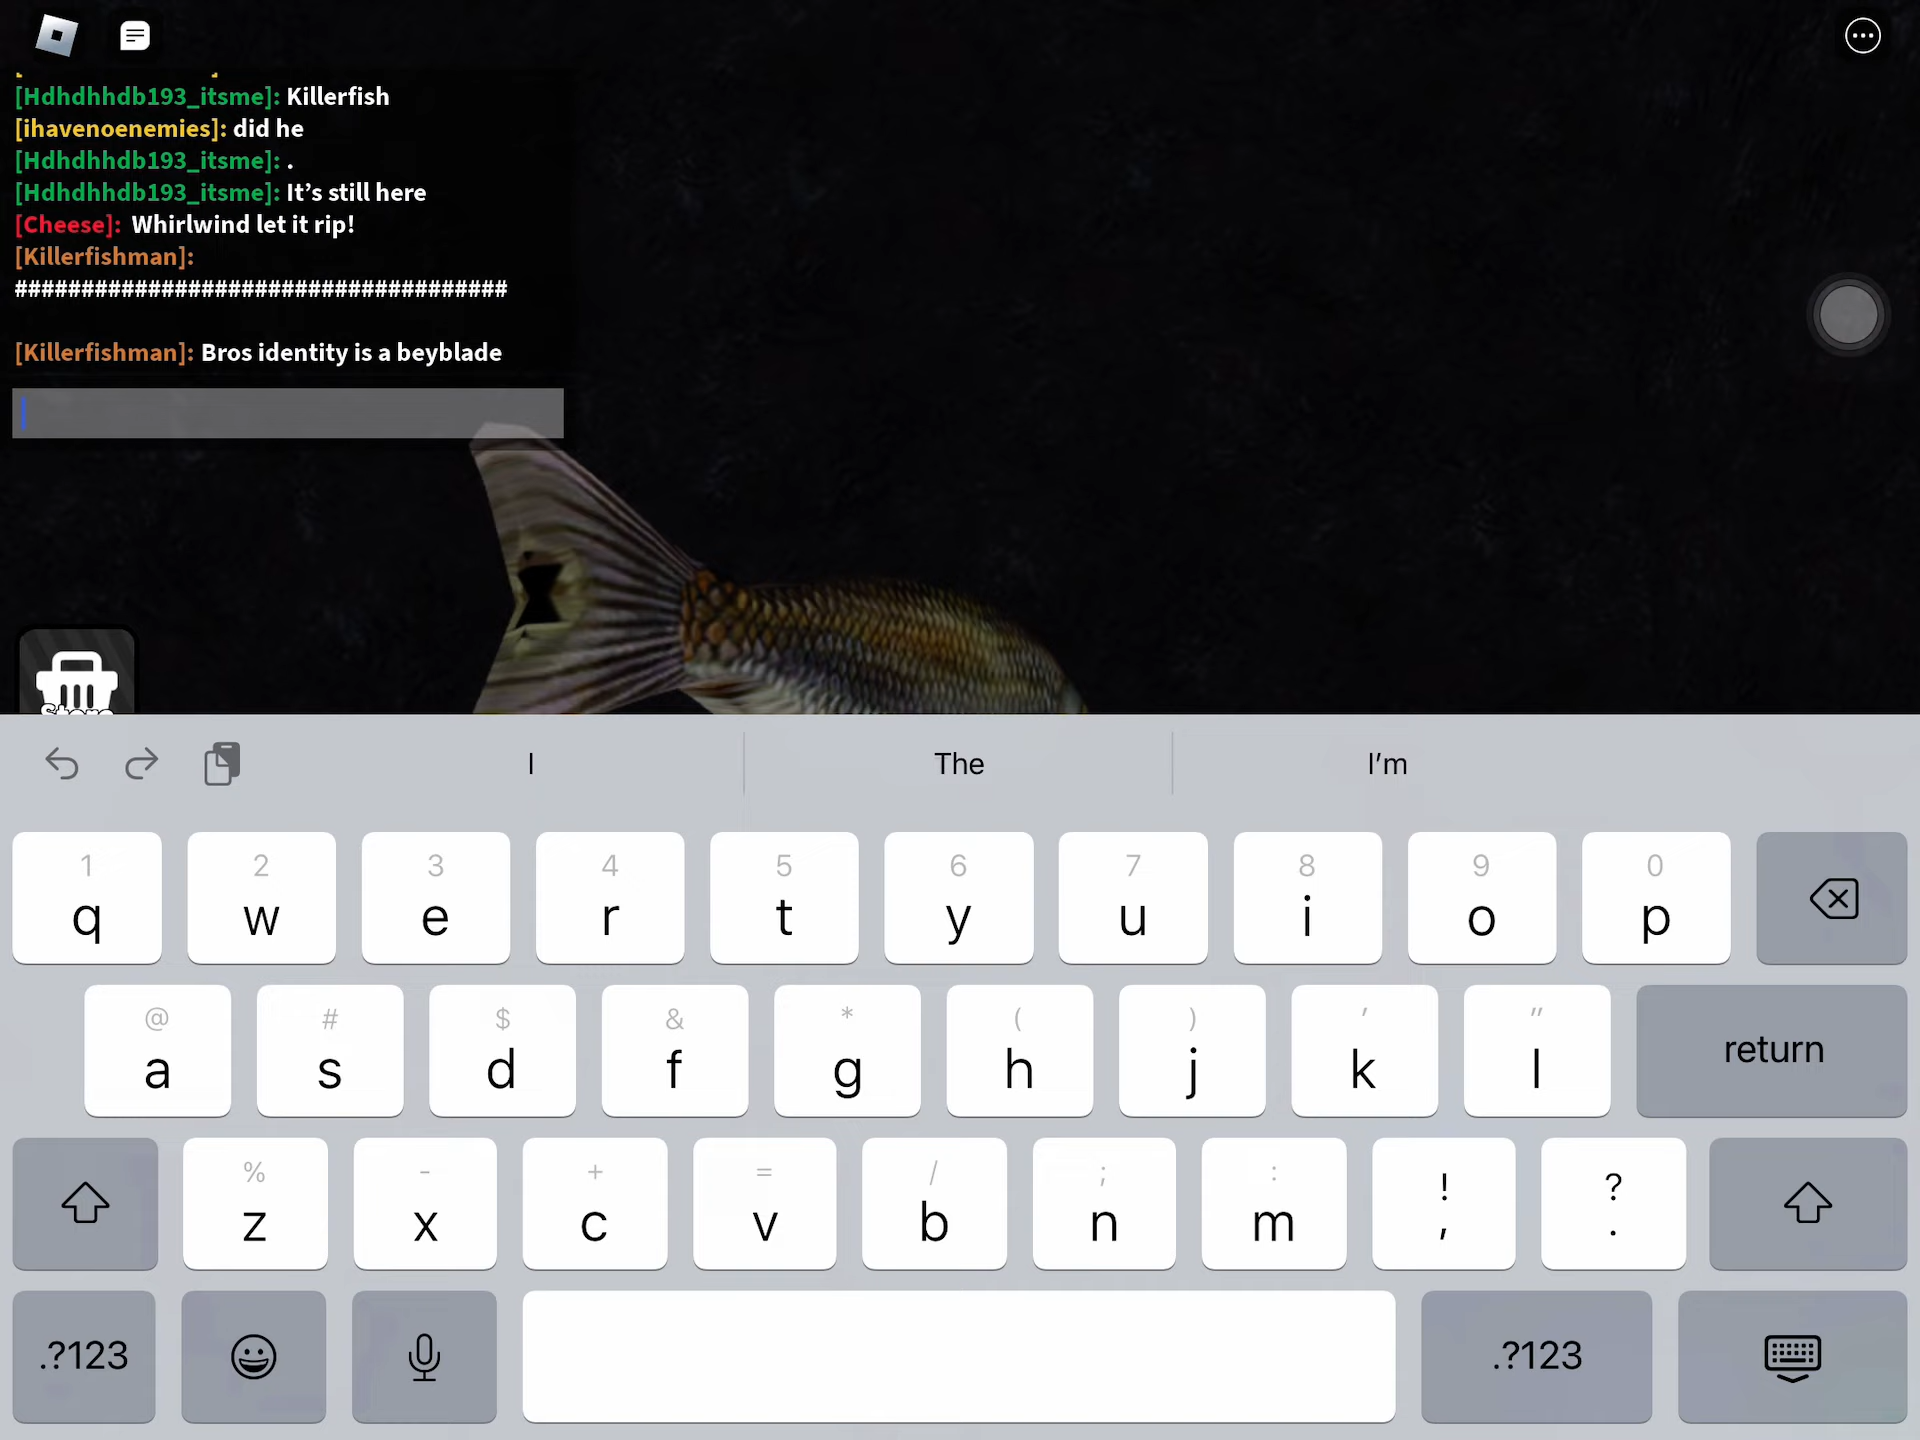 [Hdhdhhdb193_itsme]: Killerfish
[ihavenoenemies]: did he
[Hdhdhhdb193_itsme]: .
[Hdhdhhdb193_itsme]: It’s still here
[Cheese]: Whirlwind let it rip!
[Killerfishman]:
#####################################
[Killerfishman]: Bros identity is a beyblade
Store
I The I’m
1 2 3 4 5 6 7 8 9 0
q w e r t y u i o p
@ # $ & * ( ) ′ ″
a s d f g h j k l return
% - + = / ; : ! ?
z x c v b n m , .
.?123 .?123